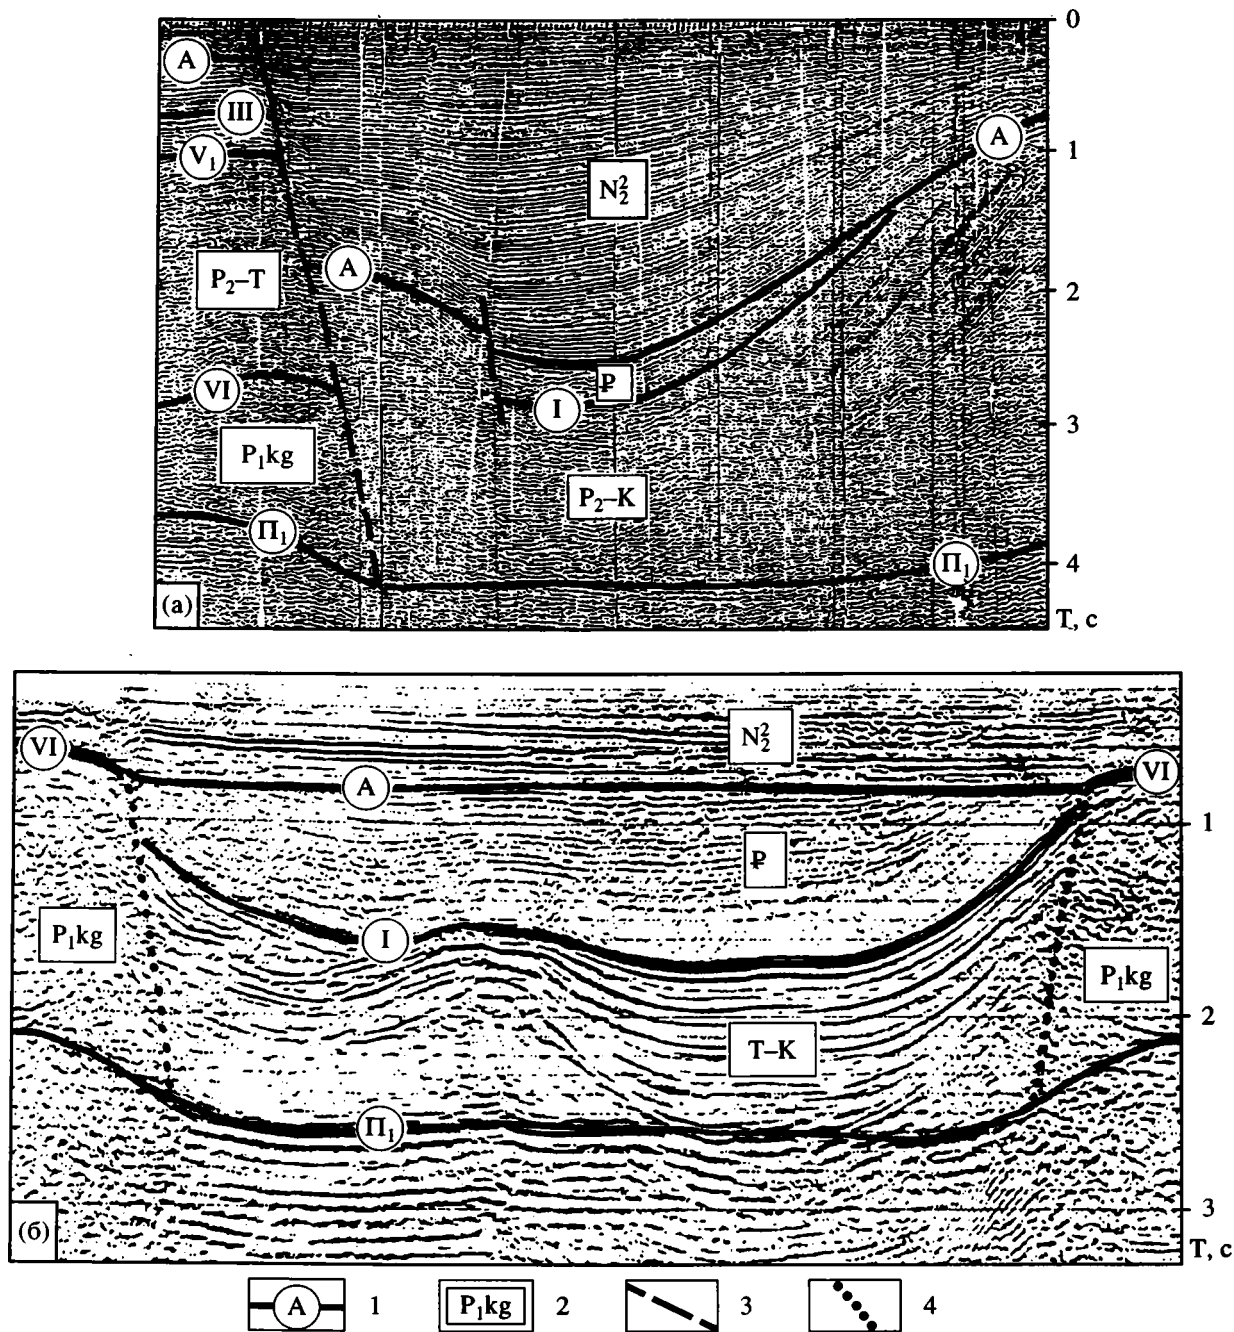 0
A
III
A
V₁
1
N₂²
A
P₂–T
2
VI
Ᵽ
I
3
P₁kg
P₂–K
П₁
П₁
4
(а)
T, с
N₂²
VI
VI
A
1
Ᵽ
P₁kg
I
P₁kg
2
T–K
П₁
3
(б)
T, с
A 1 P₁kg 2 3 4